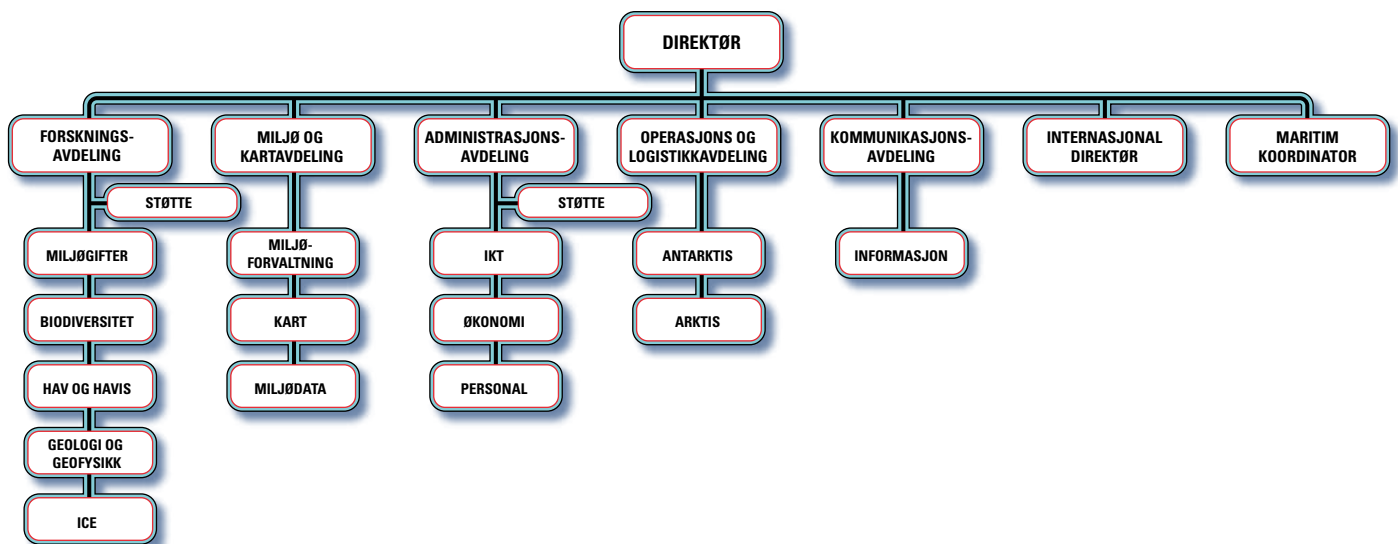 DIREKTØR
FORSKNINGS-
AVDELING
MILJØ OG
KARTAVDELING
ADMINISTRASJONS-
AVDELING
OPERASJONS OG
LOGISTIKKAVDELING
KOMMUNIKASJONS-
AVDELING
INTERNASJONAL
DIREKTØR
MARITIM
KOORDINATOR
STØTTE
STØTTE
MILJØGIFTER
MILJØ-
FORVALTNING
IKT
ANTARKTIS
INFORMASJON
BIODIVERSITET
KART
ØKONOMI
ARKTIS
HAV OG HAVIS
MILJØDATA
PERSONAL
GEOLOGI OG
GEOFYSIKK
ICE